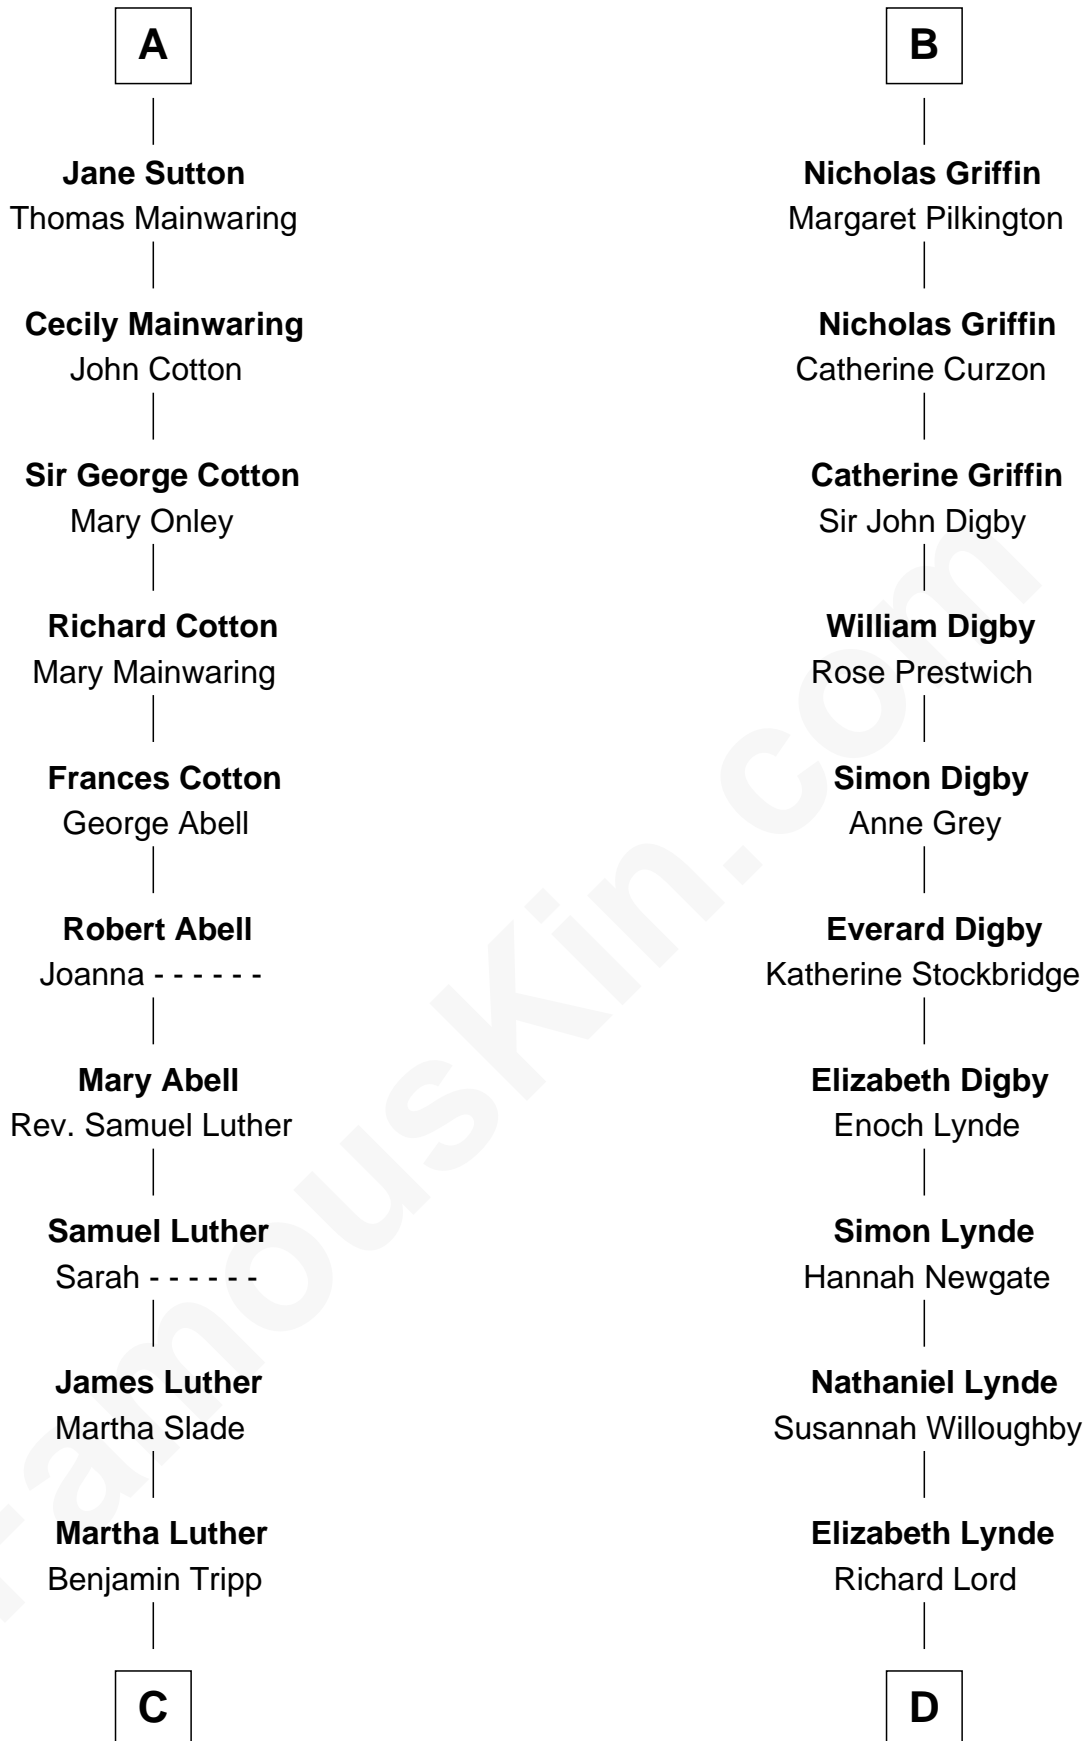 A
Jane Sutton
Thomas Mainwaring
Cecily Mainwaring
John Cotton
Sir George Cotton
Mary Onley
Richard Cotton
Mary Mainwaring
Frances Cotton
George Abell
Robert Abell
Joanna - - - - - -
Mary Abell
Rev. Samuel Luther
Samuel Luther
Sarah - - - - - -
James Luther
Martha Slade
Martha Luther
Benjamin Tripp
C
B
Nicholas Griffin
Margaret Pilkington
Nicholas Griffin
Catherine Curzon
Catherine Griffin
Sir John Digby
William Digby
Rose Prestwich
Simon Digby
Anne Grey
Everard Digby
Katherine Stockbridge
Elizabeth Digby
Enoch Lynde
Simon Lynde
Hannah Newgate
Nathaniel Lynde
Susannah Willoughby
Elizabeth Lynde
Richard Lord
D
FamousKin.com